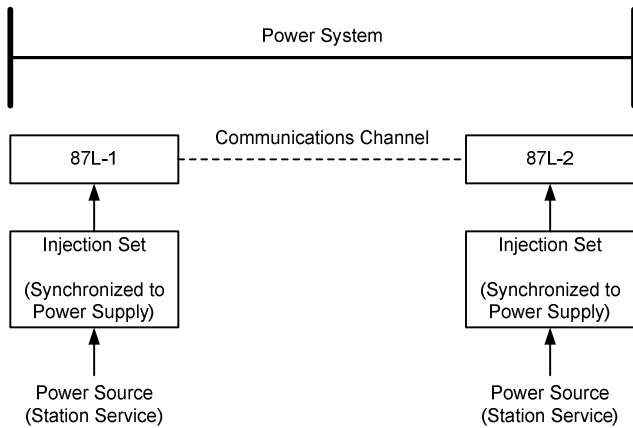 Power System
Communications Channel
87L-1
87L-2
Injection Set
(Synchronized to
Power Supply)
Injection Set
(Synchronized to
Power Supply)
Power Source
(Station Service)
Power Source
(Station Service)